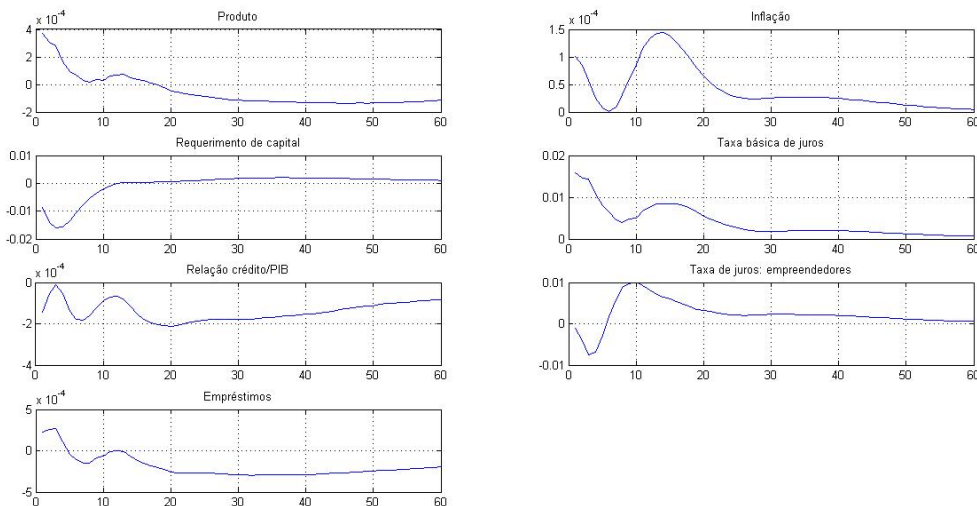 Produto
x 10^-4
4
2
0
-2
0 10 20 30 40 50 60
Inflação
x 10^-4
1.5
1
0.5
0
0 10 20 30 40 50 60
Requerimento de capital
0.01
0
-0.01
-0.02
0 10 20 30 40 50 60
Taxa básica de juros
0.02
0.01
0
0 10 20 30 40 50 60
Relação crédito/PIB
x 10^-4
0
-2
-4
0 10 20 30 40 50 60
Taxa de juros: empreendedores
0.01
0
-0.01
0 10 20 30 40 50 60
Empréstimos
x 10^-4
5
0
-5
0 10 20 30 40 50 60